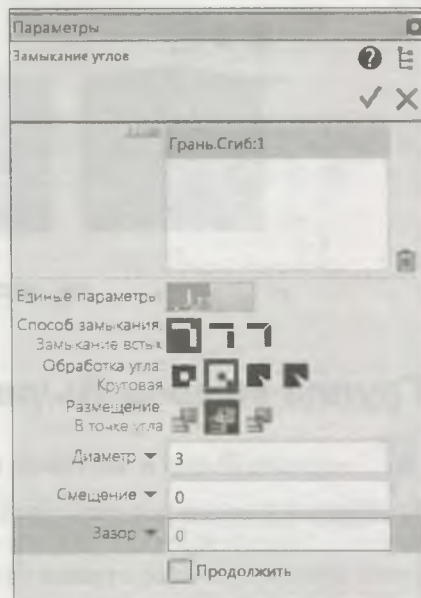 Параметры
Замыкание углов
Грань.Сгиб:1
Единые параметры
Способ замыкания:
Замыкание встык
Обработка угла:
Круговая
Размещение:
В точке угла
Диаметр 3
Смещение 0
Зазор 0
Продолжить